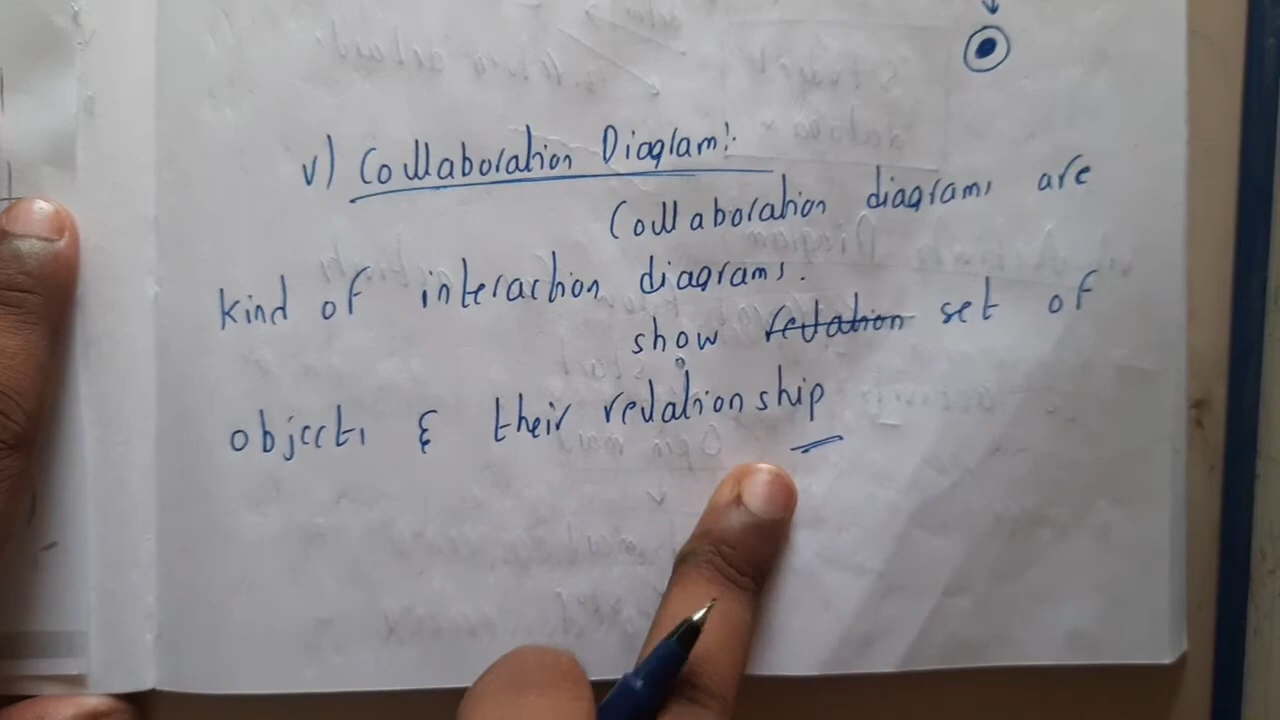 v) Collaboration Diagram:
Collaboration diagrams are
kind of interaction diagrams.
show relation set of
objects & their relationship